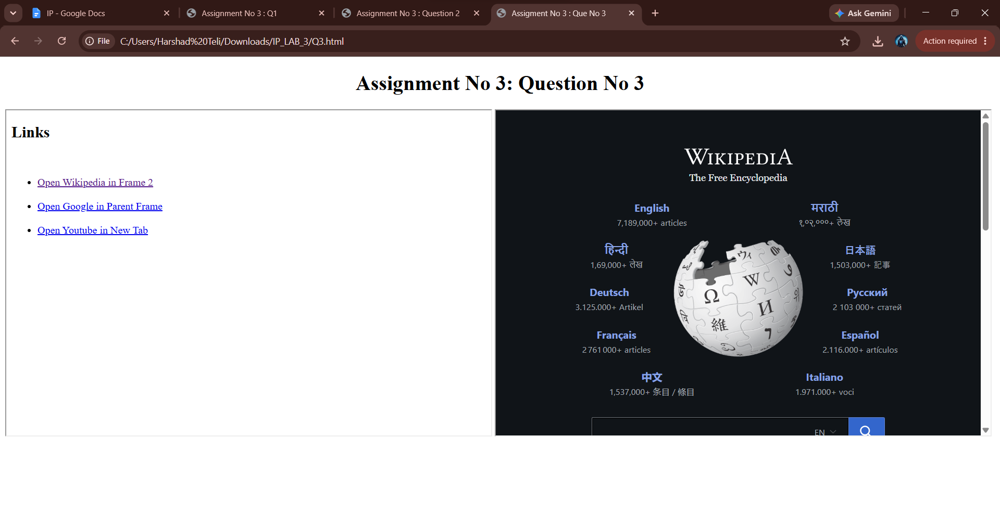 IP - Google Docs
Assignment No 3 : Q1
Assignment No 3 : Question 2
Assigment No 3 : Que No 3
Ask Gemini
File
C:/Users/Harshad%20Teli/Downloads/IP_LAB_3/Q3.html
Action required
Assignment No 3: Question No 3
Links
Open Wikipedia in Frame 2
Open Google in Parent Frame
Open Youtube in New Tab
WIKIPEDIA
The Free Encyclopedia
English
7,189,000+ articles
मराठी
१,०२,०००+ लेख
हिन्दी
1,69,000+ लेख
日本語
1,503,000+ 記事
Deutsch
3.125.000+ Artikel
Русский
2 103 000+ статей
Français
2 761 000+ articles
Español
2.116.000+ artículos
中文
1,537,000+ 条目 / 條目
Italiano
1.971.000+ voci
EN